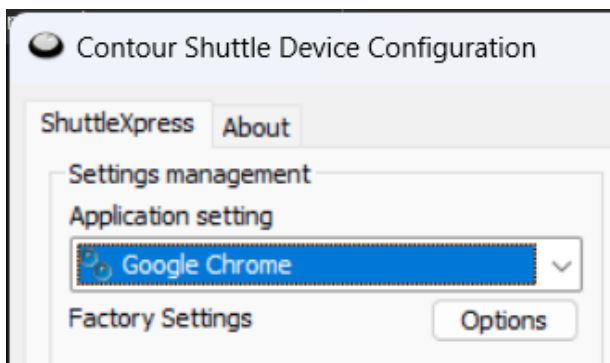 Contour Shuttle Device Configuration
ShuttleXpress About
Settings management
Application setting
Google Chrome
Factory Settings Options